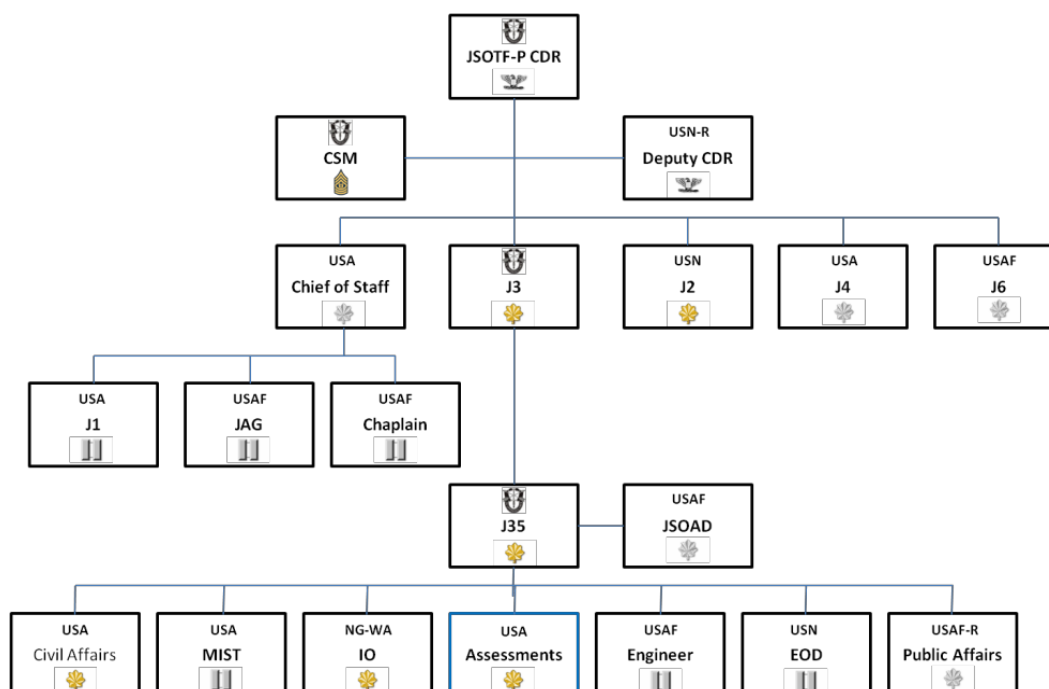 JSOTF-P CDR
CSM
USN-R
Deputy CDR
USA
Chief of Staff
J3
USN
J2
USA
J4
USAF
J6
USA
J1
USAF
JAG
USAF
Chaplain
J35
USAF
JSOAD
USA
Civil Affairs
USA
MIST
NG-WA
IO
USA
Assessments
USAF
Engineer
USN
EOD
USAF-R
Public Affairs